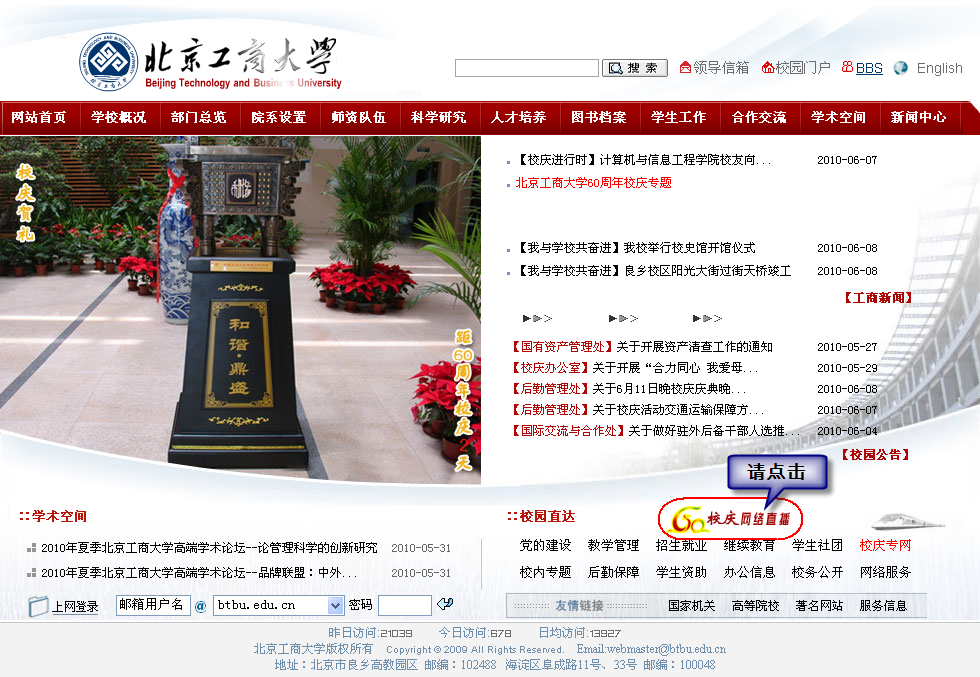 北京工商大學
Beijing Technology and Business University
搜 索 领导信箱 校园门户 BBS English
网站首页 学校概况 部门总览 院系设置 师资队伍 科学研究 人才培养 图书档案 学生工作 合作交流 学术空间 新闻中心
校庆贺礼
和谐·鼎盛
距60周年校庆2天
【校庆进行时】计算机与信息工程学院校友向... 2010-06-07
北京工商大学60周年校庆专题
【我与学校共奋进】我校举行校史馆开馆仪式 2010-06-08
【我与学校共奋进】良乡校区阳光大街过街天桥竣工 2010-06-08
【工商新闻】
【国有资产管理处】关于开展资产清查工作的通知 2010-05-27
【校庆办公室】关于开展“合力同心 我爱母... 2010-05-29
【后勤管理处】关于6月11日晚校庆庆典晚... 2010-06-08
【后勤管理处】关于校庆活动交通运输保障方... 2010-06-07
【国际交流与合作处】关于做好驻外后备干部人选推... 2010-06-04
【校园公告】
请点击
60 校庆网络直播
学术空间
2010年夏季北京工商大学高端学术论坛--论管理科学的创新研究 2010-05-31
2010年夏季北京工商大学高端学术论坛--品牌联盟：中外... 2010-05-31
上网登录 邮箱用户名 @ btbu.edu.cn 密码
校园直达
党的建设 教学管理 招生就业 继续教育 学生社团 校庆专网
校内专题 后勤保障 学生资助 办公信息 校务公开 网络服务
友情链接 国家机关 高等院校 著名网站 服务信息
昨日访问:21039 今日访问:678 日均访问:13927
北京工商大学版权所有 Copyright @ 2009 All Rights Reserved. Email:webmaster@btbu.edu.cn
地址：北京市良乡高教园区 邮编：102488 海淀区阜成路11号、33号 邮编：100048